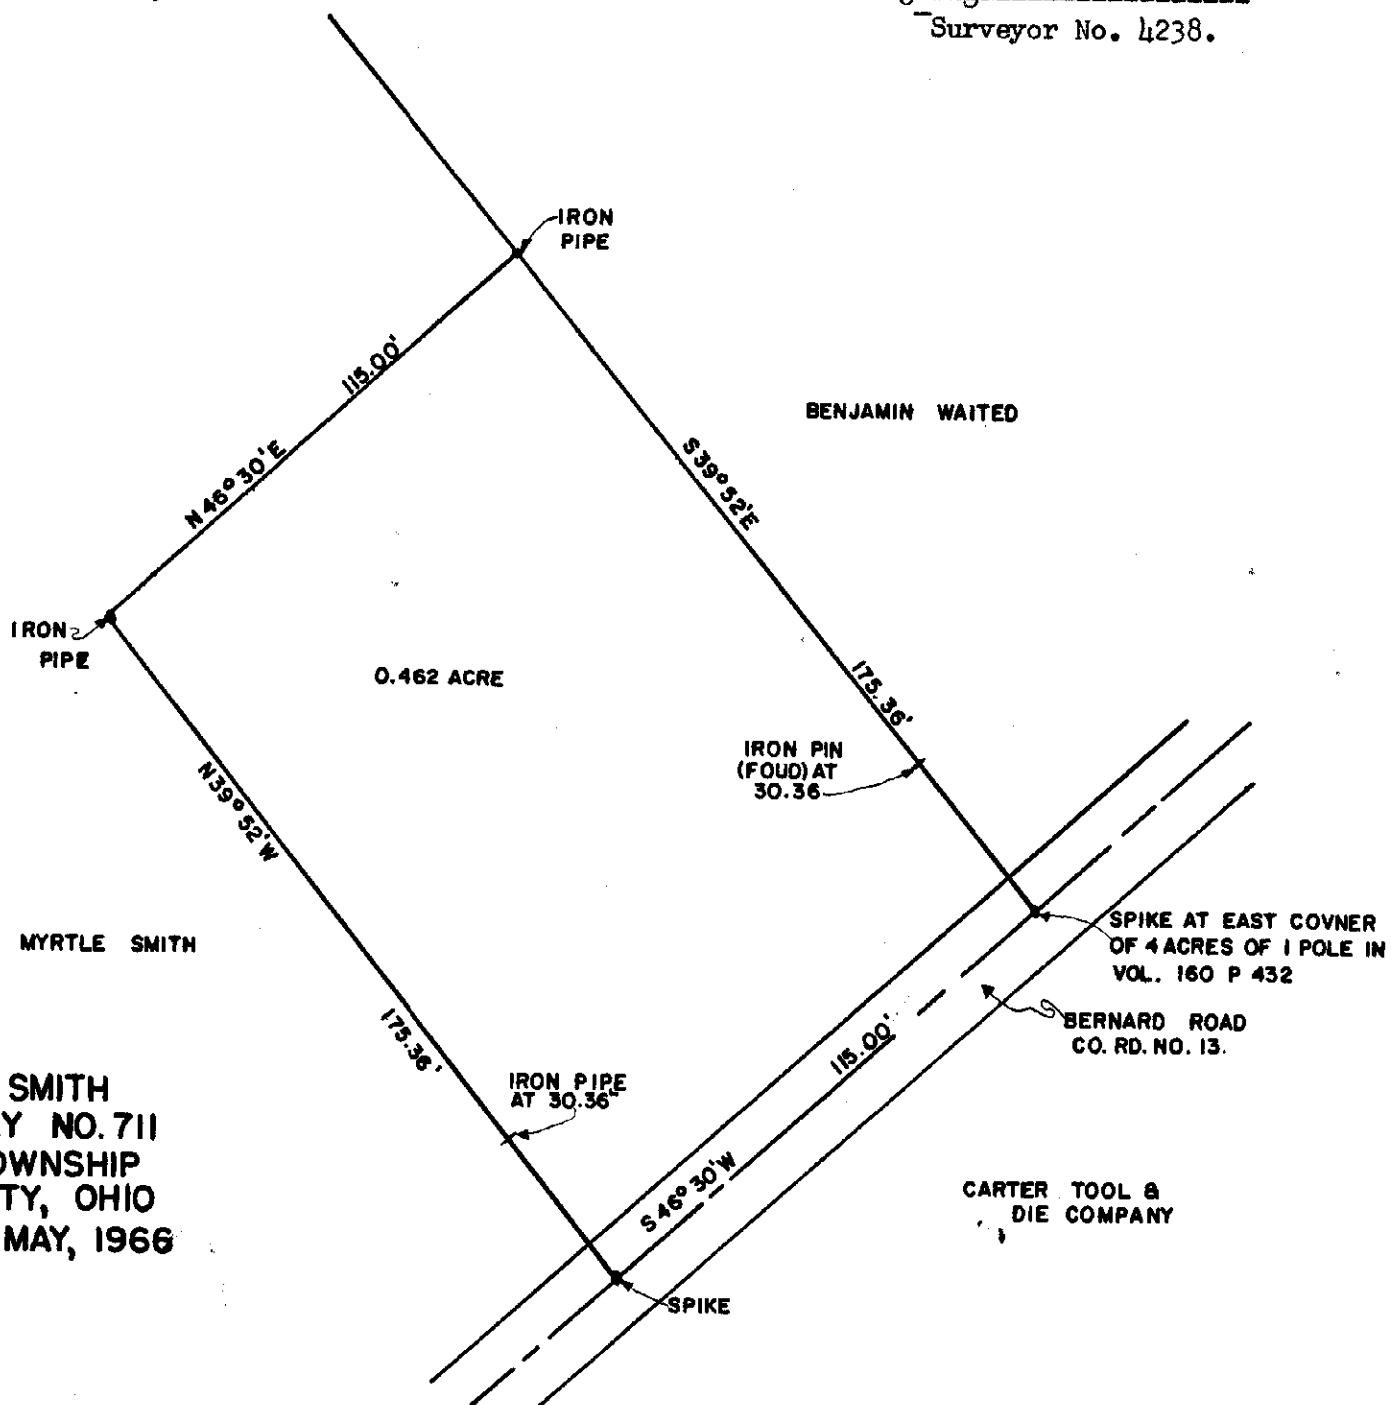 Surveyor No. 4238.
IRON
PIPE
115.00'
N 46° 30' E
BENJAMIN WAITED
S 39° 52' E
IRON
PIPE
0.462 ACRE
175.36'
IRON PIN
(FOUD) AT
30.36
N 39° 52' W
SPIKE AT EAST COVNER
OF 4 ACRES OF 1 POLE IN
VOL. 160 P 432
MYRTLE SMITH
BERNARD ROAD
CO. RD. NO. 13.
115.00'
175.36'
IRON PIPE
AT 30.36"
SMITH
Y NO. 711
OWNSHIP
TY, OHIO
MAY, 1966
S 46° 30' W
CARTER TOOL &
DIE COMPANY
SPIKE